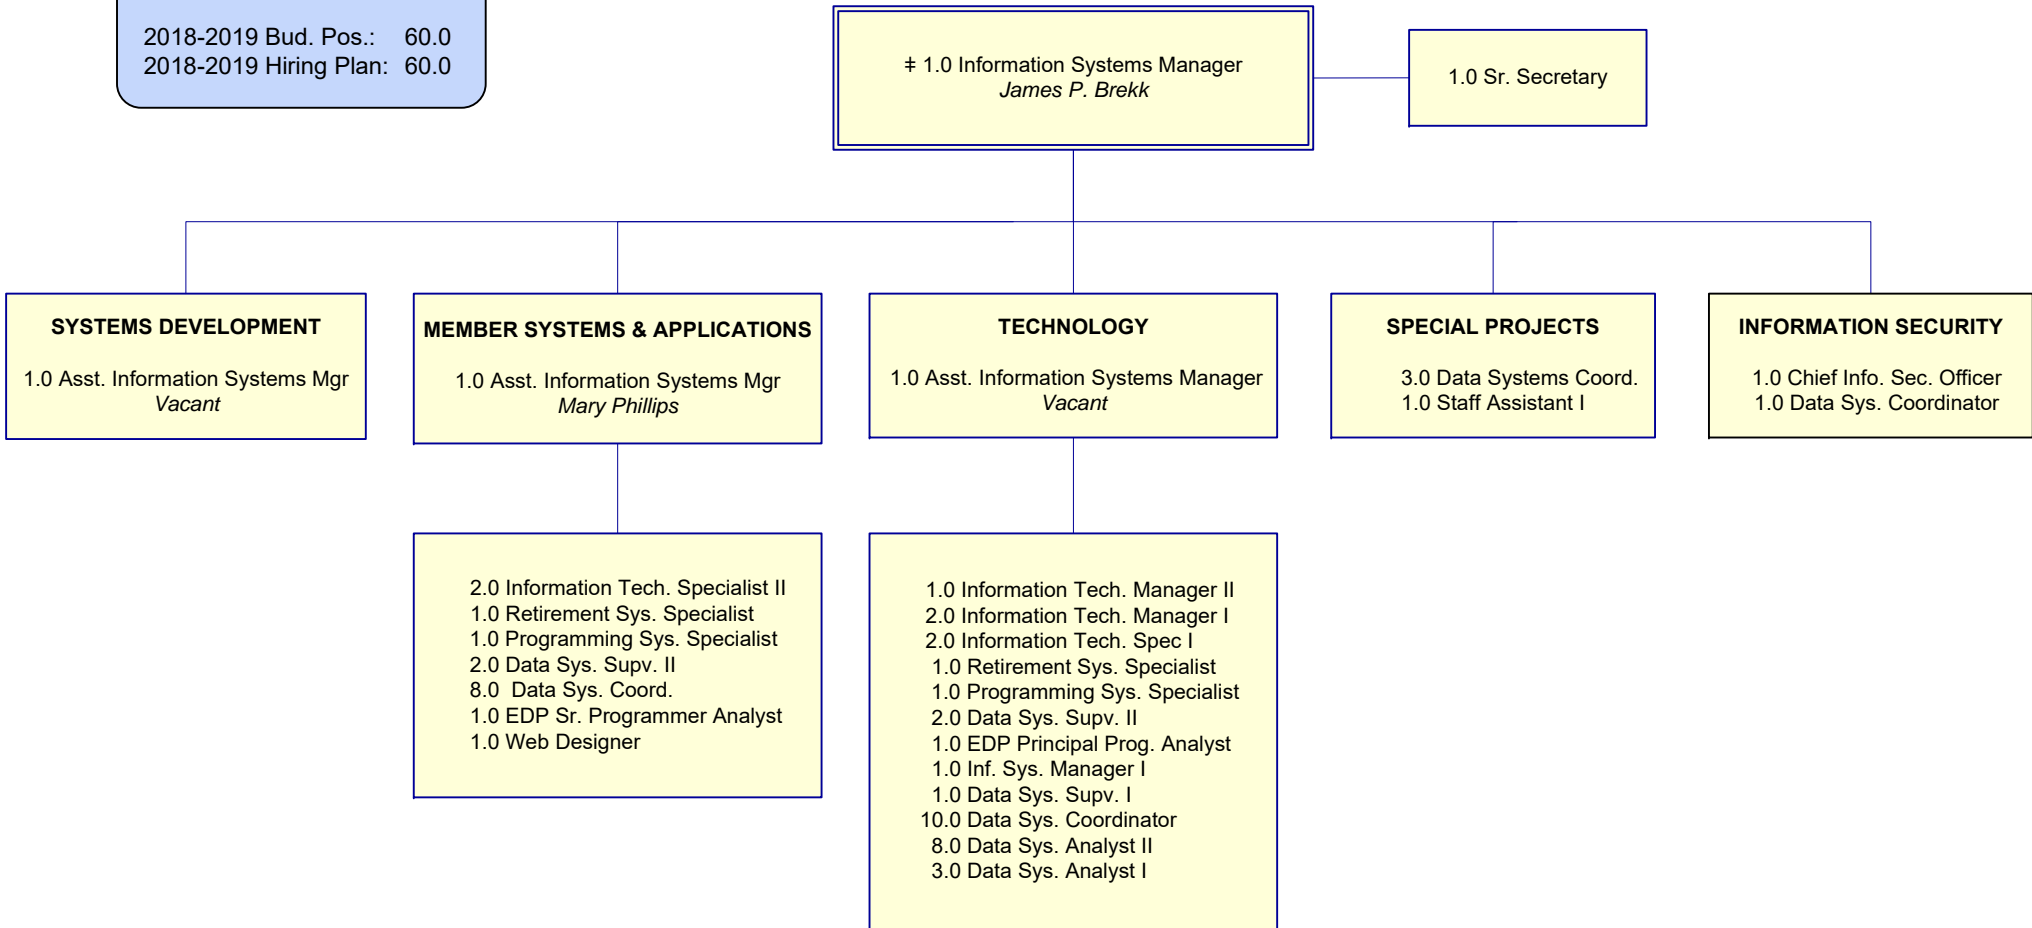 2018-2019 Bud. Pos.: 60.0
2018-2019 Hiring Plan: 60.0
ǂ 1.0 Information Systems Manager
James P. Brekk
1.0 Sr. Secretary
SYSTEMS DEVELOPMENT
1.0 Asst. Information Systems Mgr
Vacant
MEMBER SYSTEMS & APPLICATIONS
1.0 Asst. Information Systems Mgr
Mary Phillips
TECHNOLOGY
1.0 Asst. Information Systems Manager
Vacant
SPECIAL PROJECTS
3.0 Data Systems Coord.
1.0 Staff Assistant I
INFORMATION SECURITY
1.0 Chief Info. Sec. Officer
1.0 Data Sys. Coordinator
2.0 Information Tech. Specialist II
1.0 Retirement Sys. Specialist
1.0 Programming Sys. Specialist
2.0 Data Sys. Supv. II
8.0 Data Sys. Coord.
1.0 EDP Sr. Programmer Analyst
1.0 Web Designer
1.0 Information Tech. Manager II
2.0 Information Tech. Manager I
2.0 Information Tech. Spec I
1.0 Retirement Sys. Specialist
1.0 Programming Sys. Specialist
2.0 Data Sys. Supv. II
1.0 EDP Principal Prog. Analyst
1.0 Inf. Sys. Manager I
1.0 Data Sys. Supv. I
10.0 Data Sys. Coordinator
8.0 Data Sys. Analyst II
3.0 Data Sys. Analyst I